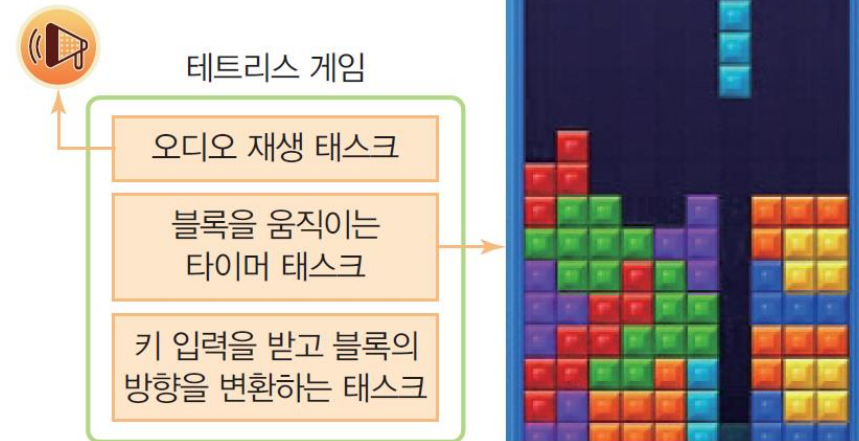 테트리스 게임
오디오 재생 태스크
블록을 움직이는
타이머 태스크
키 입력을 받고 블록의
방향을 변환하는 태스크